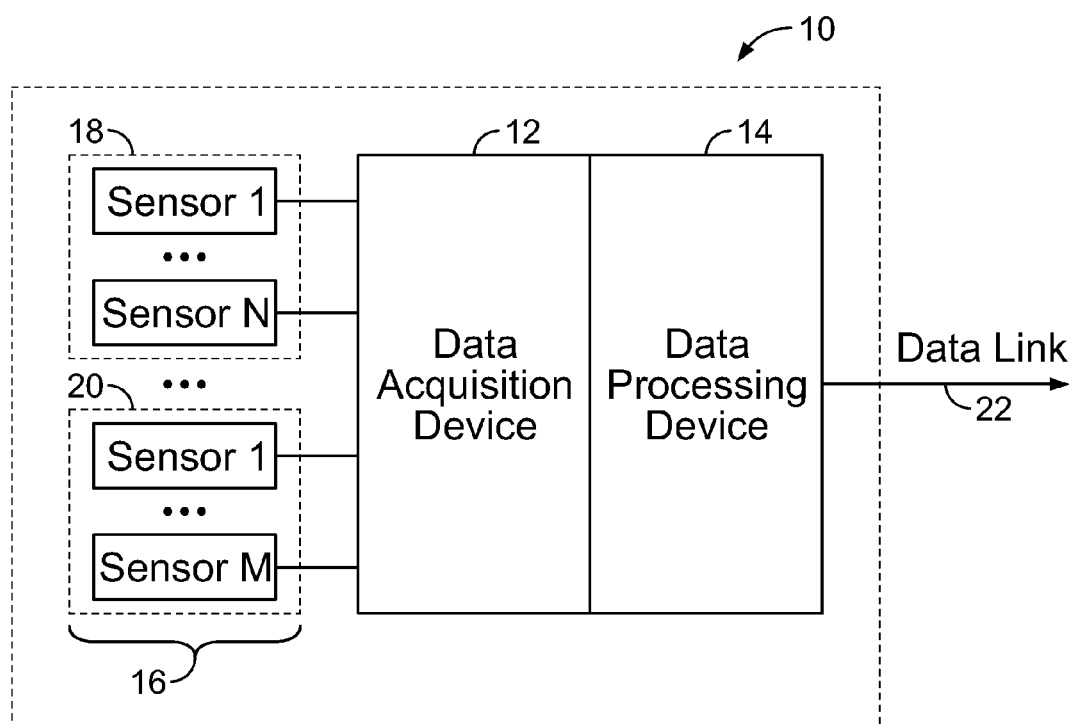 10
18
12
14
Sensor 1
•••
Sensor N
•••
20
Sensor 1
•••
Sensor M
16
Data
Acquisition
Device
Data
Processing
Device
Data Link
22